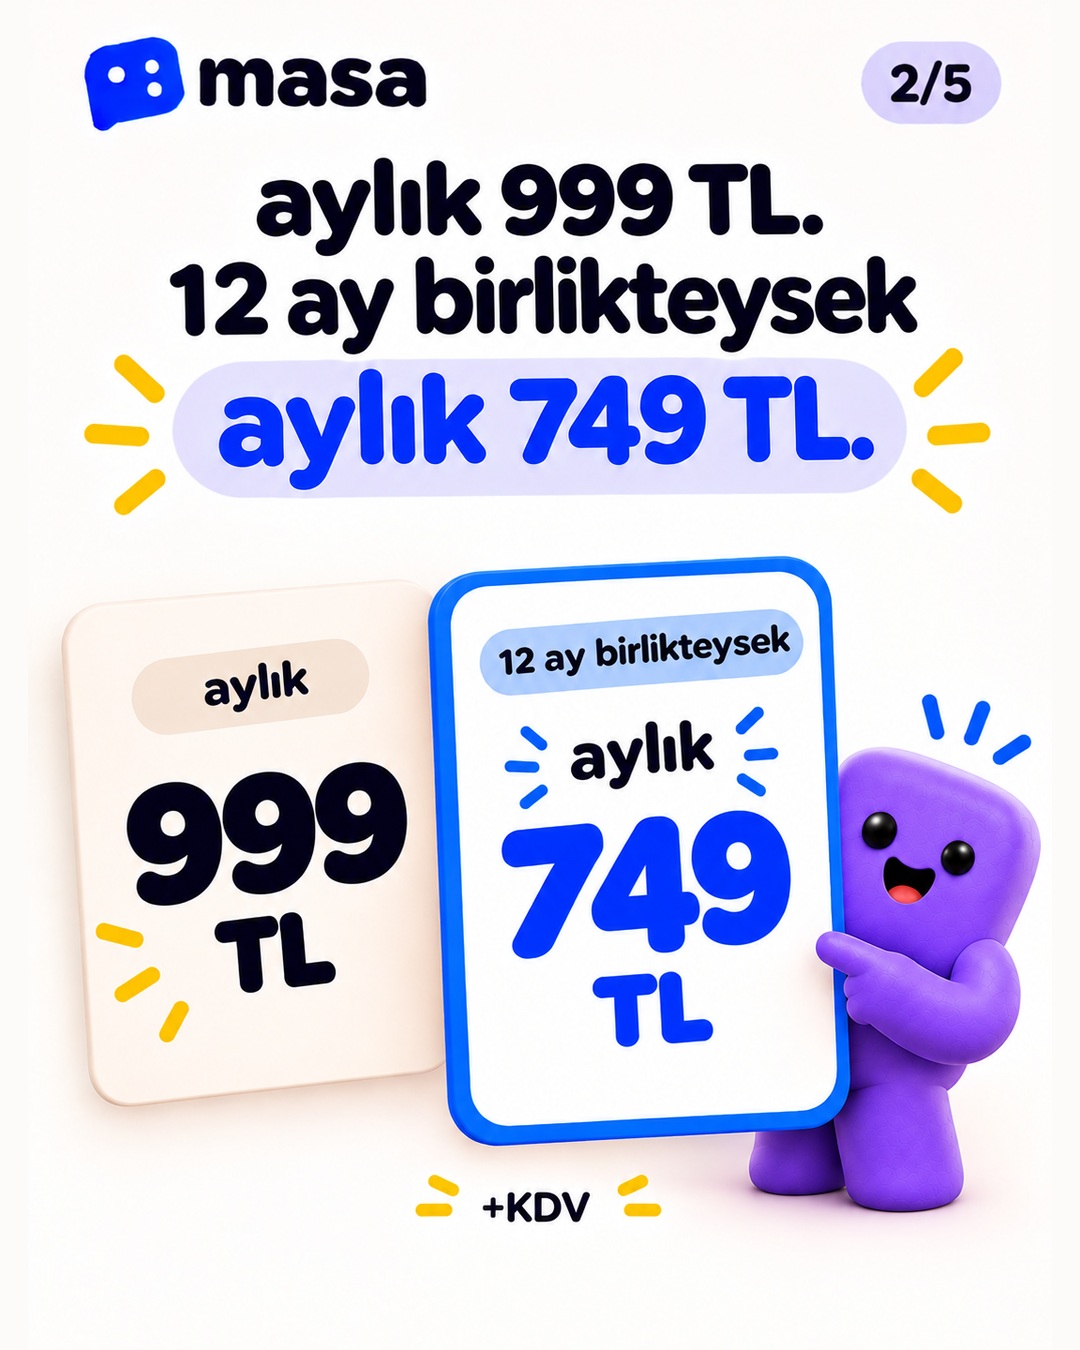 masa
2/5
aylık 999 TL.
12 ay birlikteysek
aylık 749 TL.
aylık
999
TL
12 ay birlikteysek
aylık
749
TL
+KDV